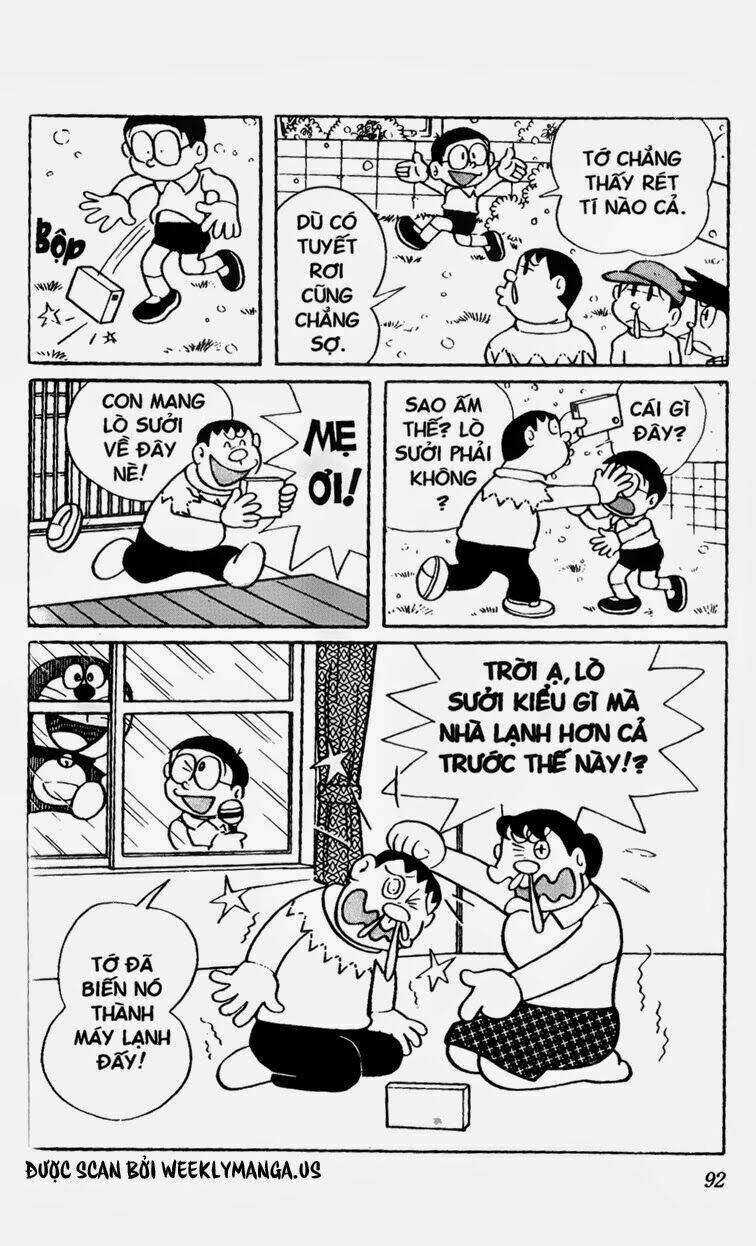 TỚ CHẲNG
THẤY RÉT
TÍ NÀO CẢ.
DÙ CÓ
TUYẾT
RƠI
CŨNG
CHẲNG
SỢ.
BỘP
CÁI GÌ
ĐÂY?
SAO ẤM
THẾ? LÒ
SƯỞI PHẢI
KHÔNG
?
MẸ
ƠI!
CON MANG
LÒ SƯỞI
VỀ ĐÂY
NÈ!
TRỜI Ạ, LÒ
SƯỞI KIỂU GÌ MÀ
NHÀ LẠNH HƠN CẢ
TRƯỚC THẾ NÀY!?
TỚ ĐÃ
BIẾN NÓ
THÀNH
MÁY LẠNH
ĐẤY!
ĐƯỢC SCAN BỞI WEEKLYMANGA.US
92